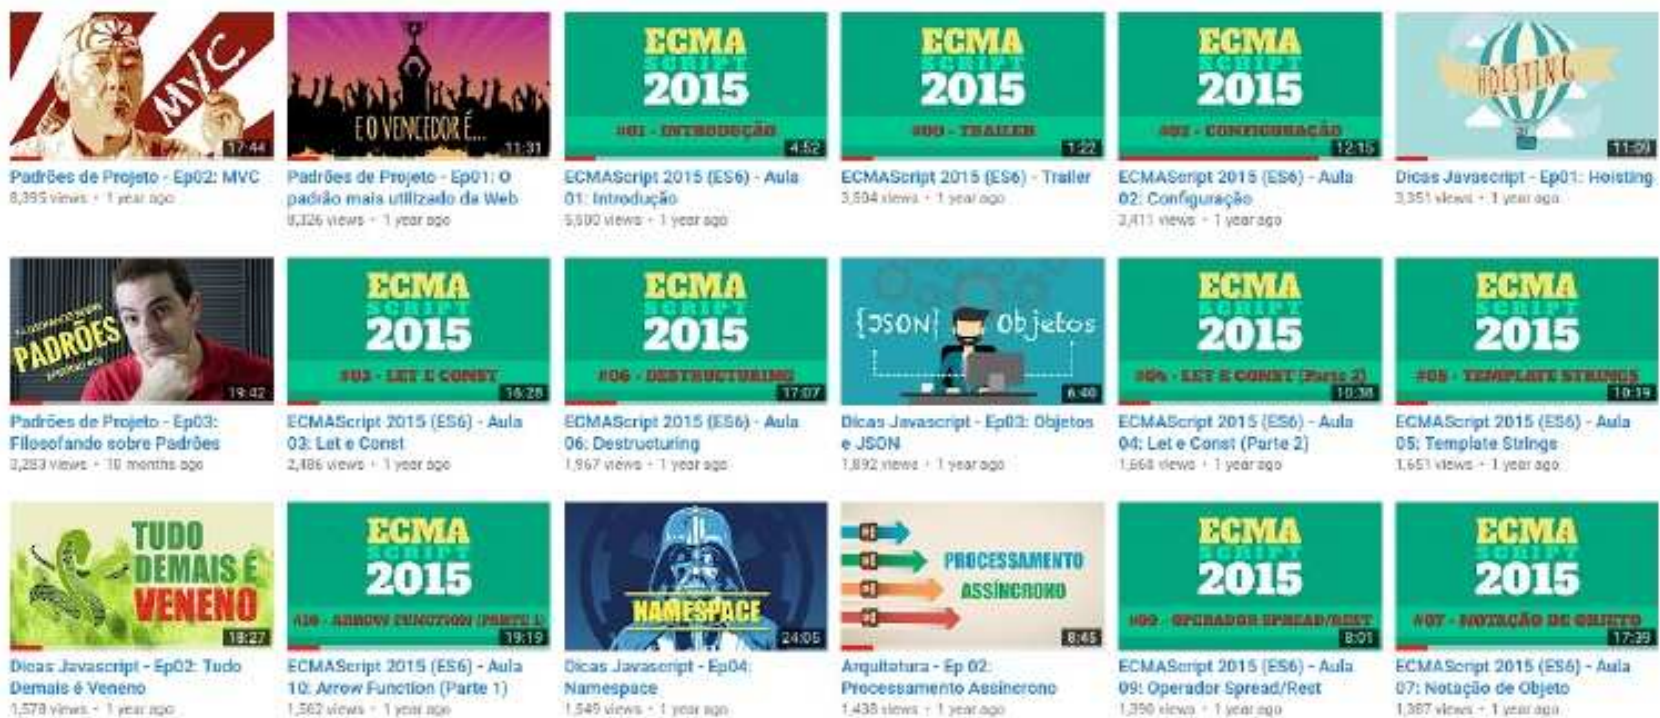 MVC
17:44
Padrões de Projeto - Ep02: MVC
8,395 views • 1 year ago
E O VENCEDOR É...
11:31
Padrões de Projeto - Ep01: O
padrão mais utilizado da Web
8,326 views • 1 year ago
ECMA
SCRIPT
2015
#01 - INTRODUÇÃO
4:52
ECMAScript 2015 (ES6) - Aula
01: Introdução
5,500 views • 1 year ago
ECMA
SCRIPT
2015
#00 - TRAILER
1:22
ECMAScript 2015 (ES6) - Trailer
3,504 views • 1 year ago
ECMA
SCRIPT
2015
#02 - CONFIGURAÇÃO
12:15
ECMAScript 2015 (ES6) - Aula
02: Configuração
3,411 views • 1 year ago
HOISTING
11:09
Dicas Javascript - Ep01: Hoisting
3,351 views • 1 year ago
PADRÕES
19:42
Padrões de Projeto - Ep03:
Filosofando sobre Padrões
views • 10 months ago
ECMA
SCRIPT
2015
#03 - LET E CONST
16:28
ECMAScript 2015 (ES6) - Aula
03: Let e Const
2,486 views • 1 year ago
ECMA
SCRIPT
2015
#06 - DESTRUCTURING
17:07
ECMAScript 2015 (ES6) - Aula
06: Destructuring
1,967 views • 1 year ago
{JSON} Objetos
6:40
Dicas Javascript - Ep03: Objetos
e JSON
1,892 views • 1 year ago
ECMA
SCRIPT
2015
#04 - LET E CONST (Parte 2)
10:38
ECMAScript 2015 (ES6) - Aula
04: Let e Const (Parte 2)
1,668 views • 1 year ago
ECMA
SCRIPT
2015
#05 - TEMPLATE STRINGS
10:19
ECMAScript 2015 (ES6) - Aula
05: Template Strings
1,651 views • 1 year ago
TUDO
DEMAIS É
VENENO
18:27
Dicas Javascript - Ep02: Tudo
Demais é Veneno
1,578 views • 1 year ago
ECMA
SCRIPT
2015
#10 - ARROW FUNCTION (PARTE 1)
19:19
ECMAScript 2015 (ES6) - Aula
10: Arrow Function (Parte 1)
1,562 views • 1 year ago
NAMESPACE
24:05
Dicas Javascript - Ep04:
Namespace
1,549 views • 1 year ago
PROCESSAMENTO
ASSÍNCRONO
8:45
Arquitetura - Ep 02:
Processamento Assíncrono
1,438 views • 1 year ago
ECMA
SCRIPT
2015
#09 - OPERADOR SPREAD/REST
8:01
ECMAScript 2015 (ES6) - Aula
09: Operador Spread/Rest
1,390 views • 1 year ago
ECMA
SCRIPT
2015
#07 - NOTAÇÃO DE OBJETO
17:39
ECMAScript 2015 (ES6) - Aula
07: Notação de Objeto
1,387 views • 1 year ago